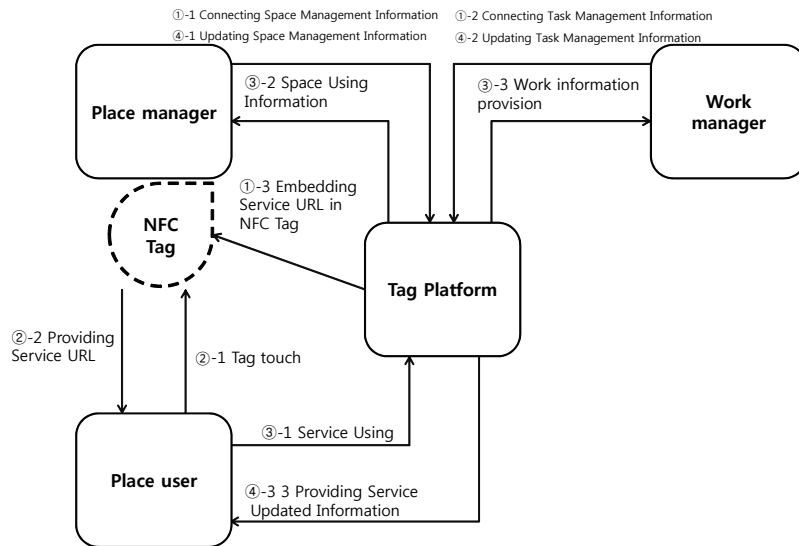 ①-1 Connecting Space Management Information
④-1 Updating Space Management Information
①-2 Connecting Task Management Information
④-2 Updating Task Management Information
Place manager
③-2 Space Using
Information
③-3 Work information
provision
Work
manager
①-3 Embedding
Service URL in
NFC Tag
NFC
Tag
Tag Platform
②-2 Providing
Service URL
②-1 Tag touch
③-1 Service Using
Place user
④-3 3 Providing Service
Updated Information